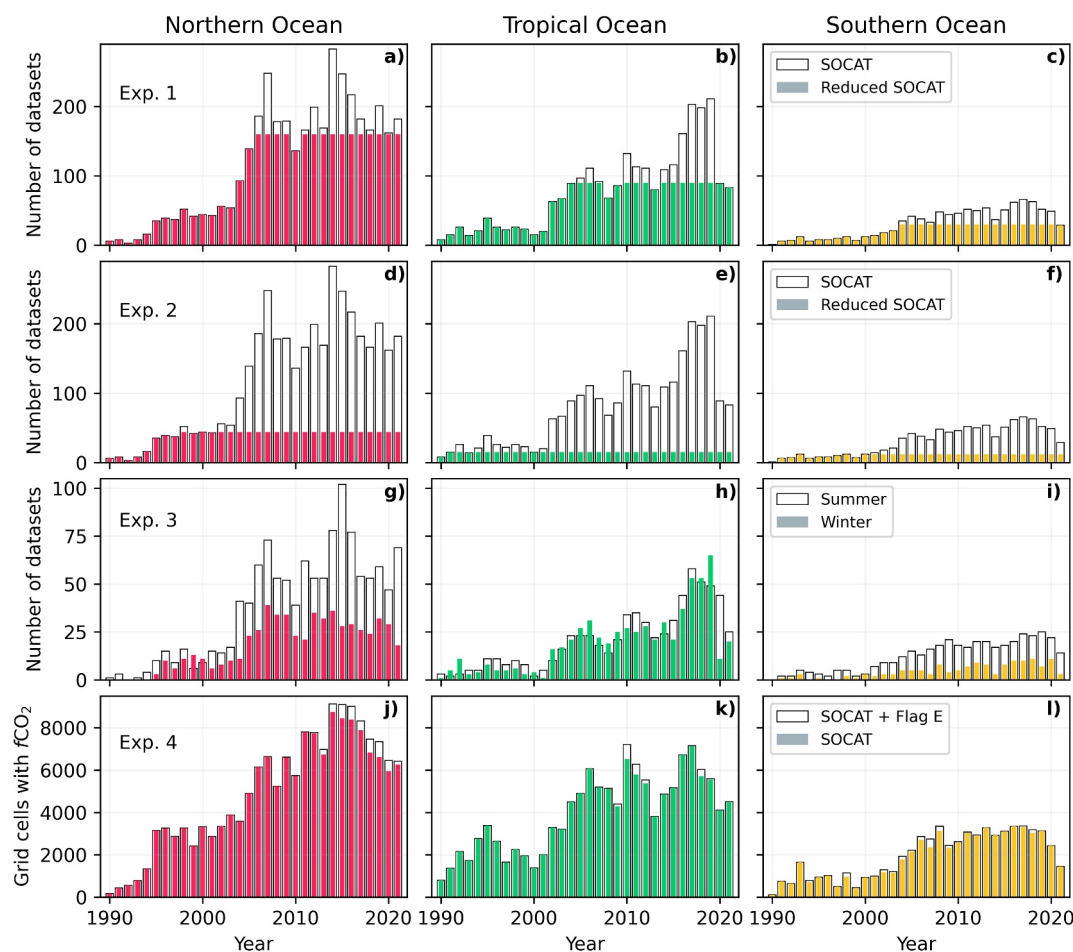 Northern Ocean
Tropical Ocean
Southern Ocean
Number of datasets
200
100
0
Exp. 1
a)
b)
c)
SOCAT
Reduced SOCAT
Number of datasets
200
100
0
Exp. 2
d)
e)
f)
SOCAT
Reduced SOCAT
Number of datasets
100
75
50
25
0
Exp. 3
g)
h)
i)
Summer
Winter
Grid cells with fCO₂
8000
6000
4000
2000
0
Exp. 4
j)
k)
l)
SOCAT + Flag E
SOCAT
1990 2000 2010 2020
1990 2000 2010 2020
1990 2000 2010 2020
Year
Year
Year